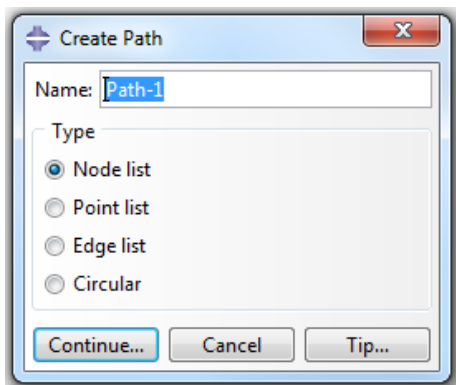 Create Path
Name: Path-1
Type
Node list
Point list
Edge list
Circular
Continue... Cancel Tip...